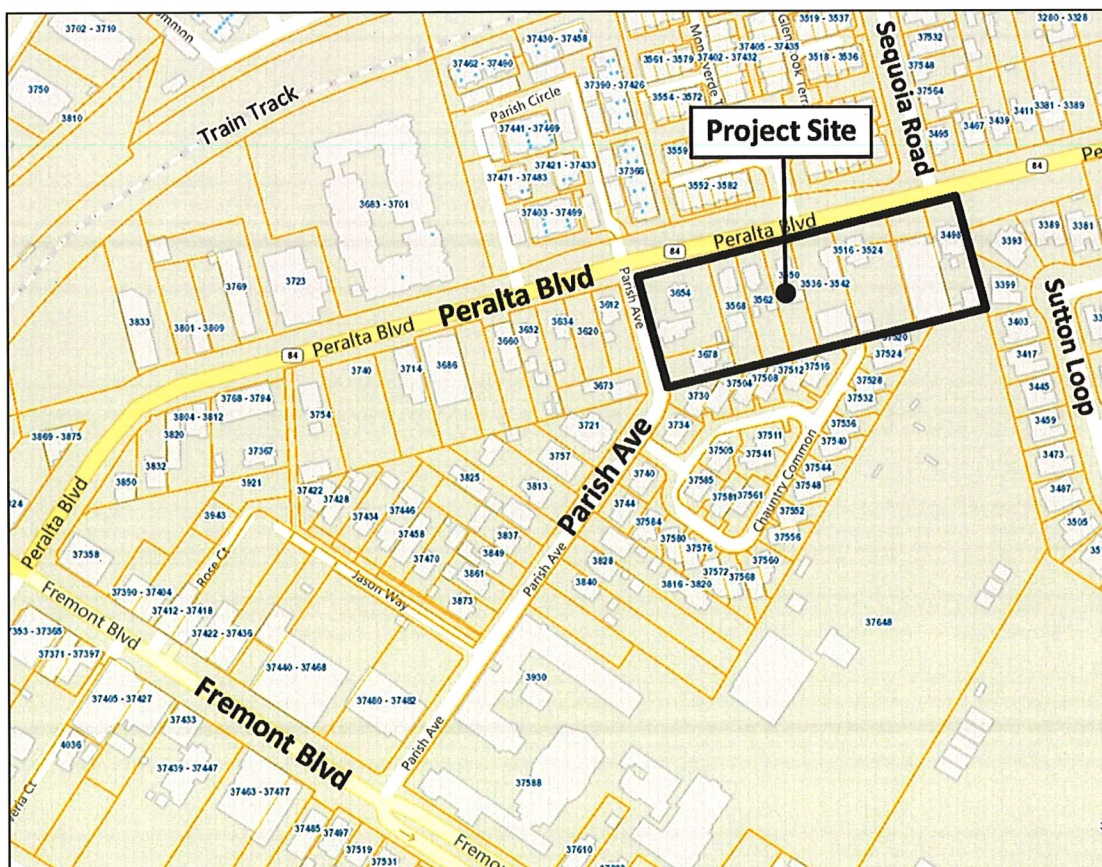 3702 - 3710
ommon
3750
3810
Train Track
37430 - 37458
37462 - 37490
37390 - 37426
Parish Circle
37441 - 37469
37421 - 37433
37471 - 37483
37403 - 37499
37366
3561 - 3579
37402 - 37432
37405 - 37435
3519 - 3537
3518 - 3536
3554 - 3572
3559
3552 - 3582
Project Site
Sequoia Road
37532
37548
37564
3495
3467
3439
3411
3381 - 3389
3280 - 3328
84
Pe
3683 - 3701
3723
3769
3801 - 3809
3833
Peralta Blvd
84
Peralta Blvd
84
Peralta Blvd
Parish Ave
3612
3634
3620
3652
3660
3686
3714
3740
3673
3654
3678
3568
3562
3536 - 3542
3516 - 3524
3498
3393
3389
3381
3399
3403
3417
3445
3459
3473
3487
3505
Sutton Loop
3768 - 3794
3804 - 3812
3820
3832
3850
3869 - 3875
3754
37367
3921
3943
37358
Peralta Blvd
37422
37428
37434
37446
37458
37470
3825
3813
3757
3721
3837
3849
3861
3873
Jason Way
Rose Ct
Parish Ave
Parish Ave
Parish Ave
3730
3734
3740
3744
37504
37508
37512
37516
37520
37524
37528
37532
37536
37540
37544
37548
37552
37556
37560
37505
37511
37541
37585
37581
37561
37584
37580
37576
37572
37568
Chauntry Common
3828
3840
3816 - 3820
37648
3930
37588
37610
37390 - 37404
37412 - 37418
37422 - 37436
37440 - 37468
37480 - 37482
Fremont Blvd
Fremont Blvd
37371 - 37397
37405 - 37427
37433
4036
37439 - 37447
37463 - 37477
37485
37497
37519
37531